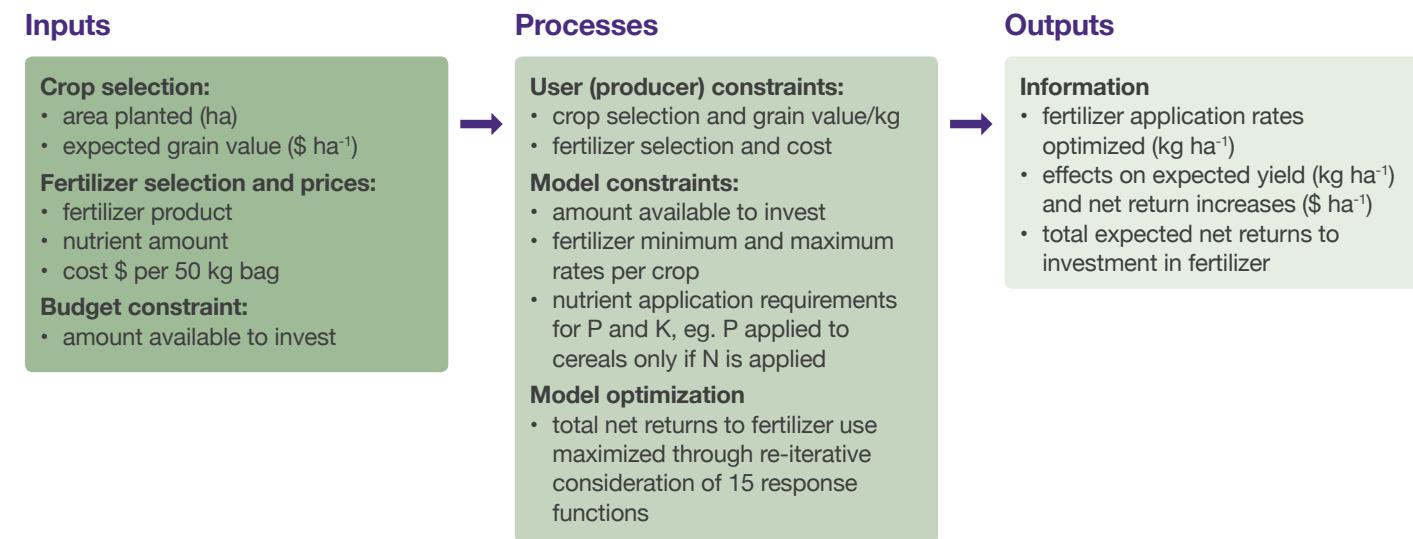 Inputs
Crop selection:
• area planted (ha)
• expected grain value ($ ha⁻¹)
Fertilizer selection and prices:
• fertilizer product
• nutrient amount
• cost $ per 50 kg bag
Budget constraint:
• amount available to invest
Processes
User (producer) constraints:
• crop selection and grain value/kg
• fertilizer selection and cost
Model constraints:
• amount available to invest
• fertilizer minimum and maximum
rates per crop
• nutrient application requirements
for P and K, eg. P applied to
cereals only if N is applied
Model optimization
• total net returns to fertilizer use
maximized through re-iterative
consideration of 15 response
functions
Outputs
Information
• fertilizer application rates
optimized (kg ha⁻¹)
• effects on expected yield (kg ha⁻¹)
and net return increases ($ ha⁻¹)
• total expected net returns to
investment in fertilizer